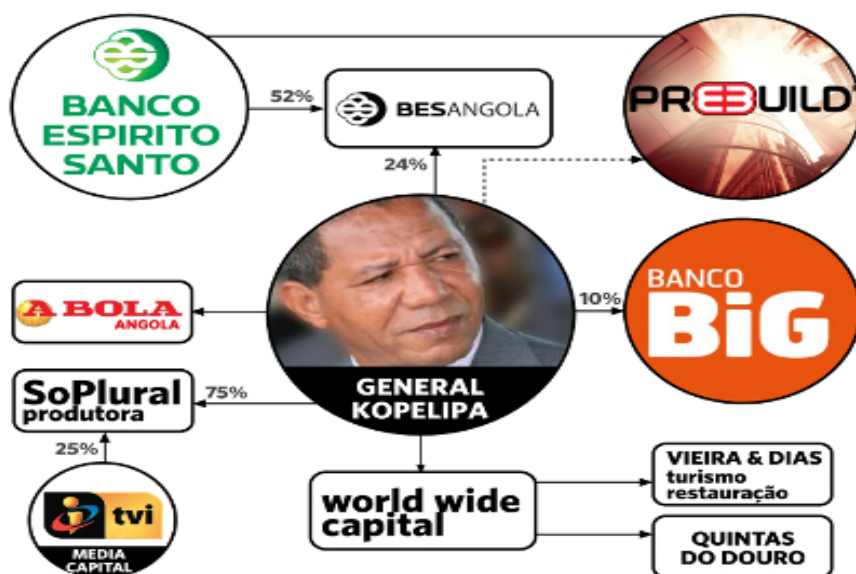 BANCO
ESPIRITO
SANTO
52%
BESANGOLA
PREBUILD
24%
A BOLA
ANGOLA
10%
BANCO
BiG
GENERAL
KOPELIPA
SoPlural
produtora
75%
25%
tvi
MEDIA
CAPITAL
world wide
capital
VIEIRA & DIAS
turismo
restauração
QUINTAS
DO DOURO